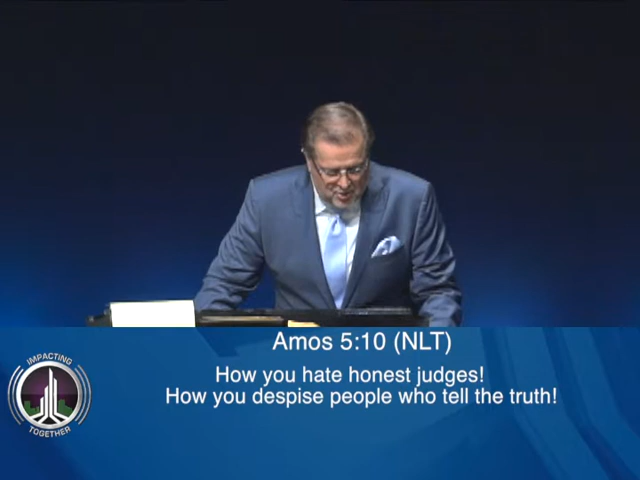 Amos 5:10 (NLT)
How you hate honest judges!
How you despise people who tell the truth!
IMPACTING
TOGETHER